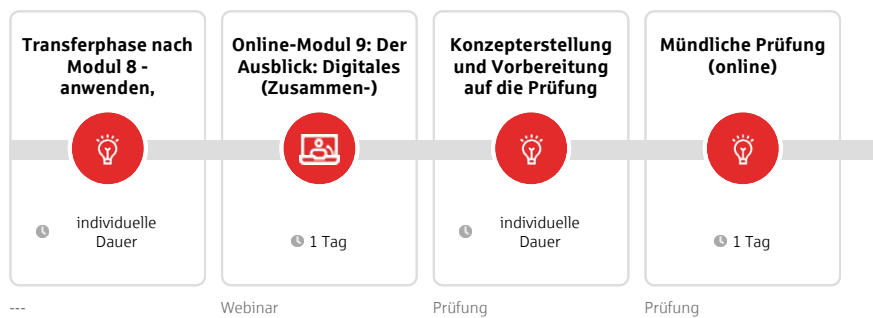 Transferphase nach
Modul 8 -
anwenden,
individuelle
Dauer
---
Online-Modul 9: Der
Ausblick: Digitales
(Zusammen-)
1 Tag
Webinar
Konzepterstellung
und Vorbereitung
auf die Prüfung
individuelle
Dauer
Prüfung
Mündliche Prüfung
(online)
1 Tag
Prüfung